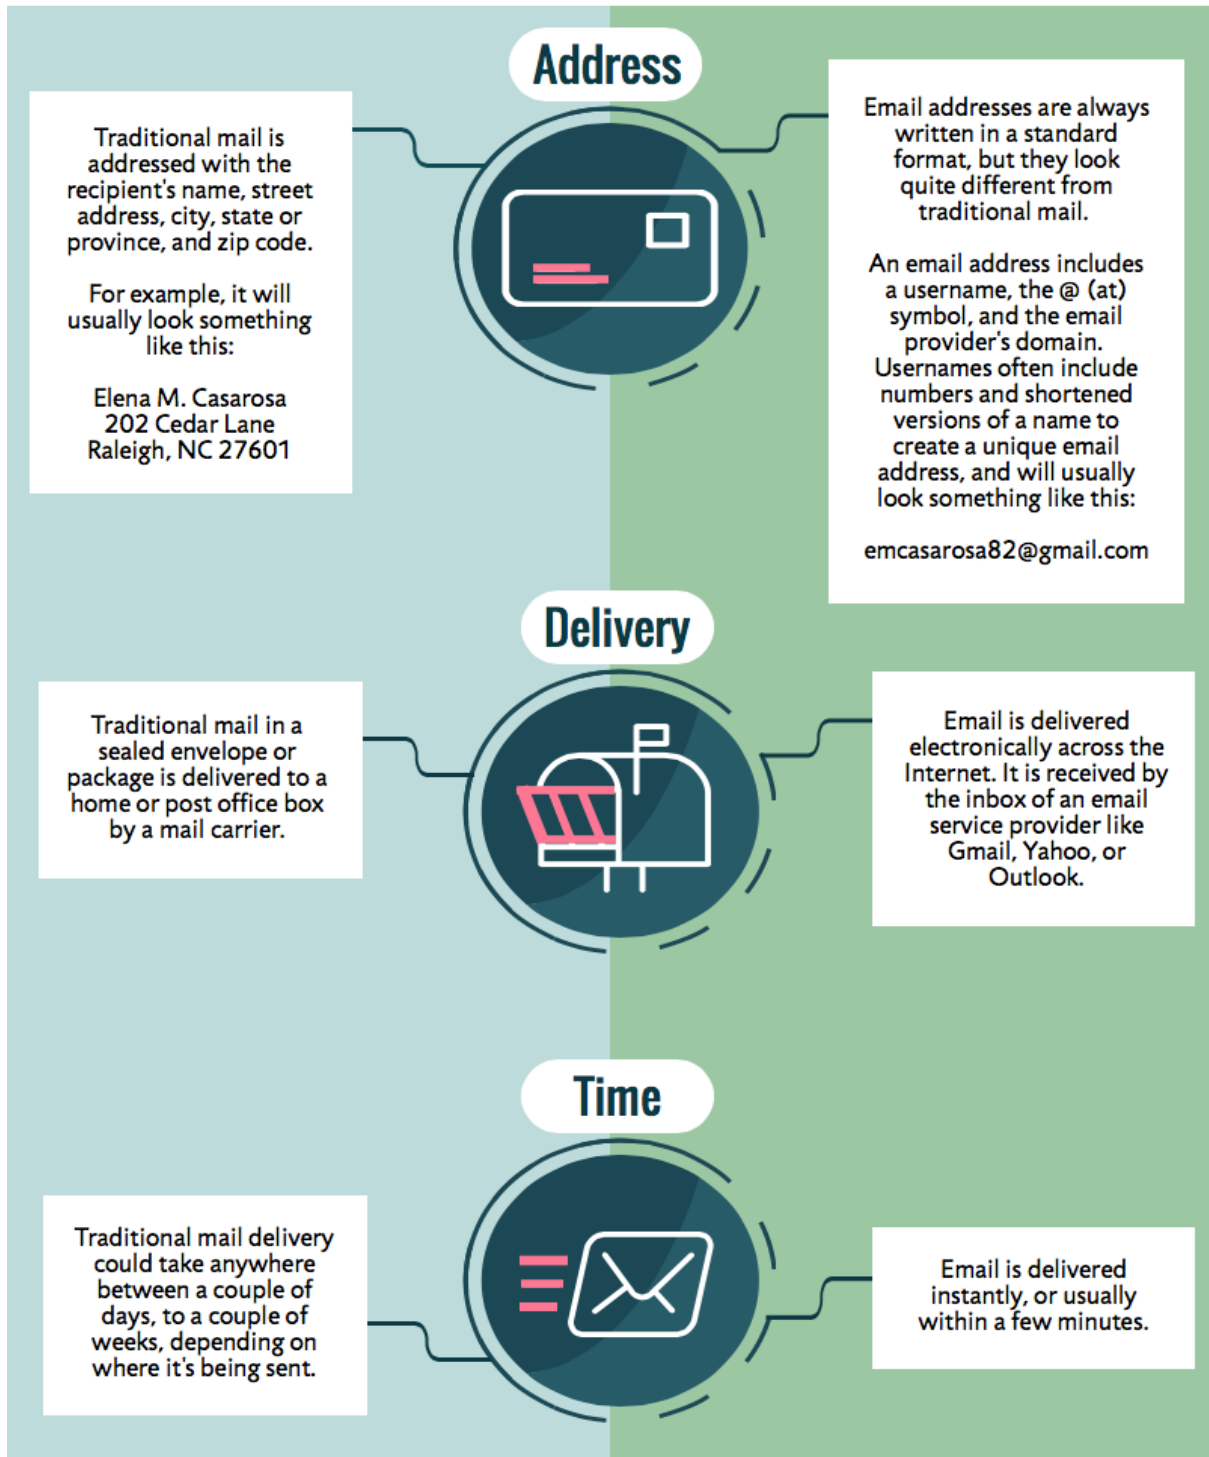 Address
Traditional mail is
addressed with the
recipient's name, street
address, city, state or
province, and zip code.
For example, it will
usually look something
like this:
Elena M. Casarosa
202 Cedar Lane
Raleigh, NC 27601
Email addresses are always
written in a standard
format, but they look
quite different from
traditional mail.
An email address includes
a username, the @ (at)
symbol, and the email
provider's domain.
Usernames often include
numbers and shortened
versions of a name to
create a unique email
address, and will usually
look something like this:
emcasarosa82@gmail.com
Delivery
Traditional mail in a
sealed envelope or
package is delivered to a
home or post office box
by a mail carrier.
Email is delivered
electronically across the
Internet. It is received by
the inbox of an email
service provider like
Gmail, Yahoo, or
Outlook.
Time
Traditional mail delivery
could take anywhere
between a couple of
days, to a couple of
weeks, depending on
where it's being sent.
Email is delivered
instantly, or usually
within a few minutes.